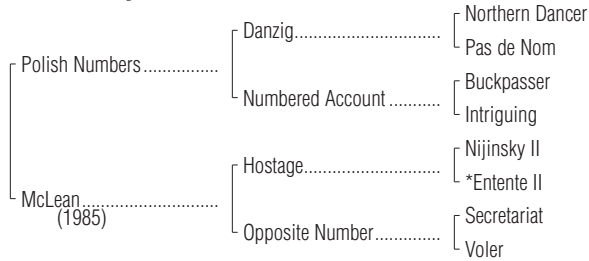 Northern Dancer
Danzig
Pas de Nom
Polish Numbers
Buckpasser
Numbered Account
Intriguing
Nijinsky II
Hostage
*Entente II
McLean
(1985)
Secretariat
Opposite Number
Voler